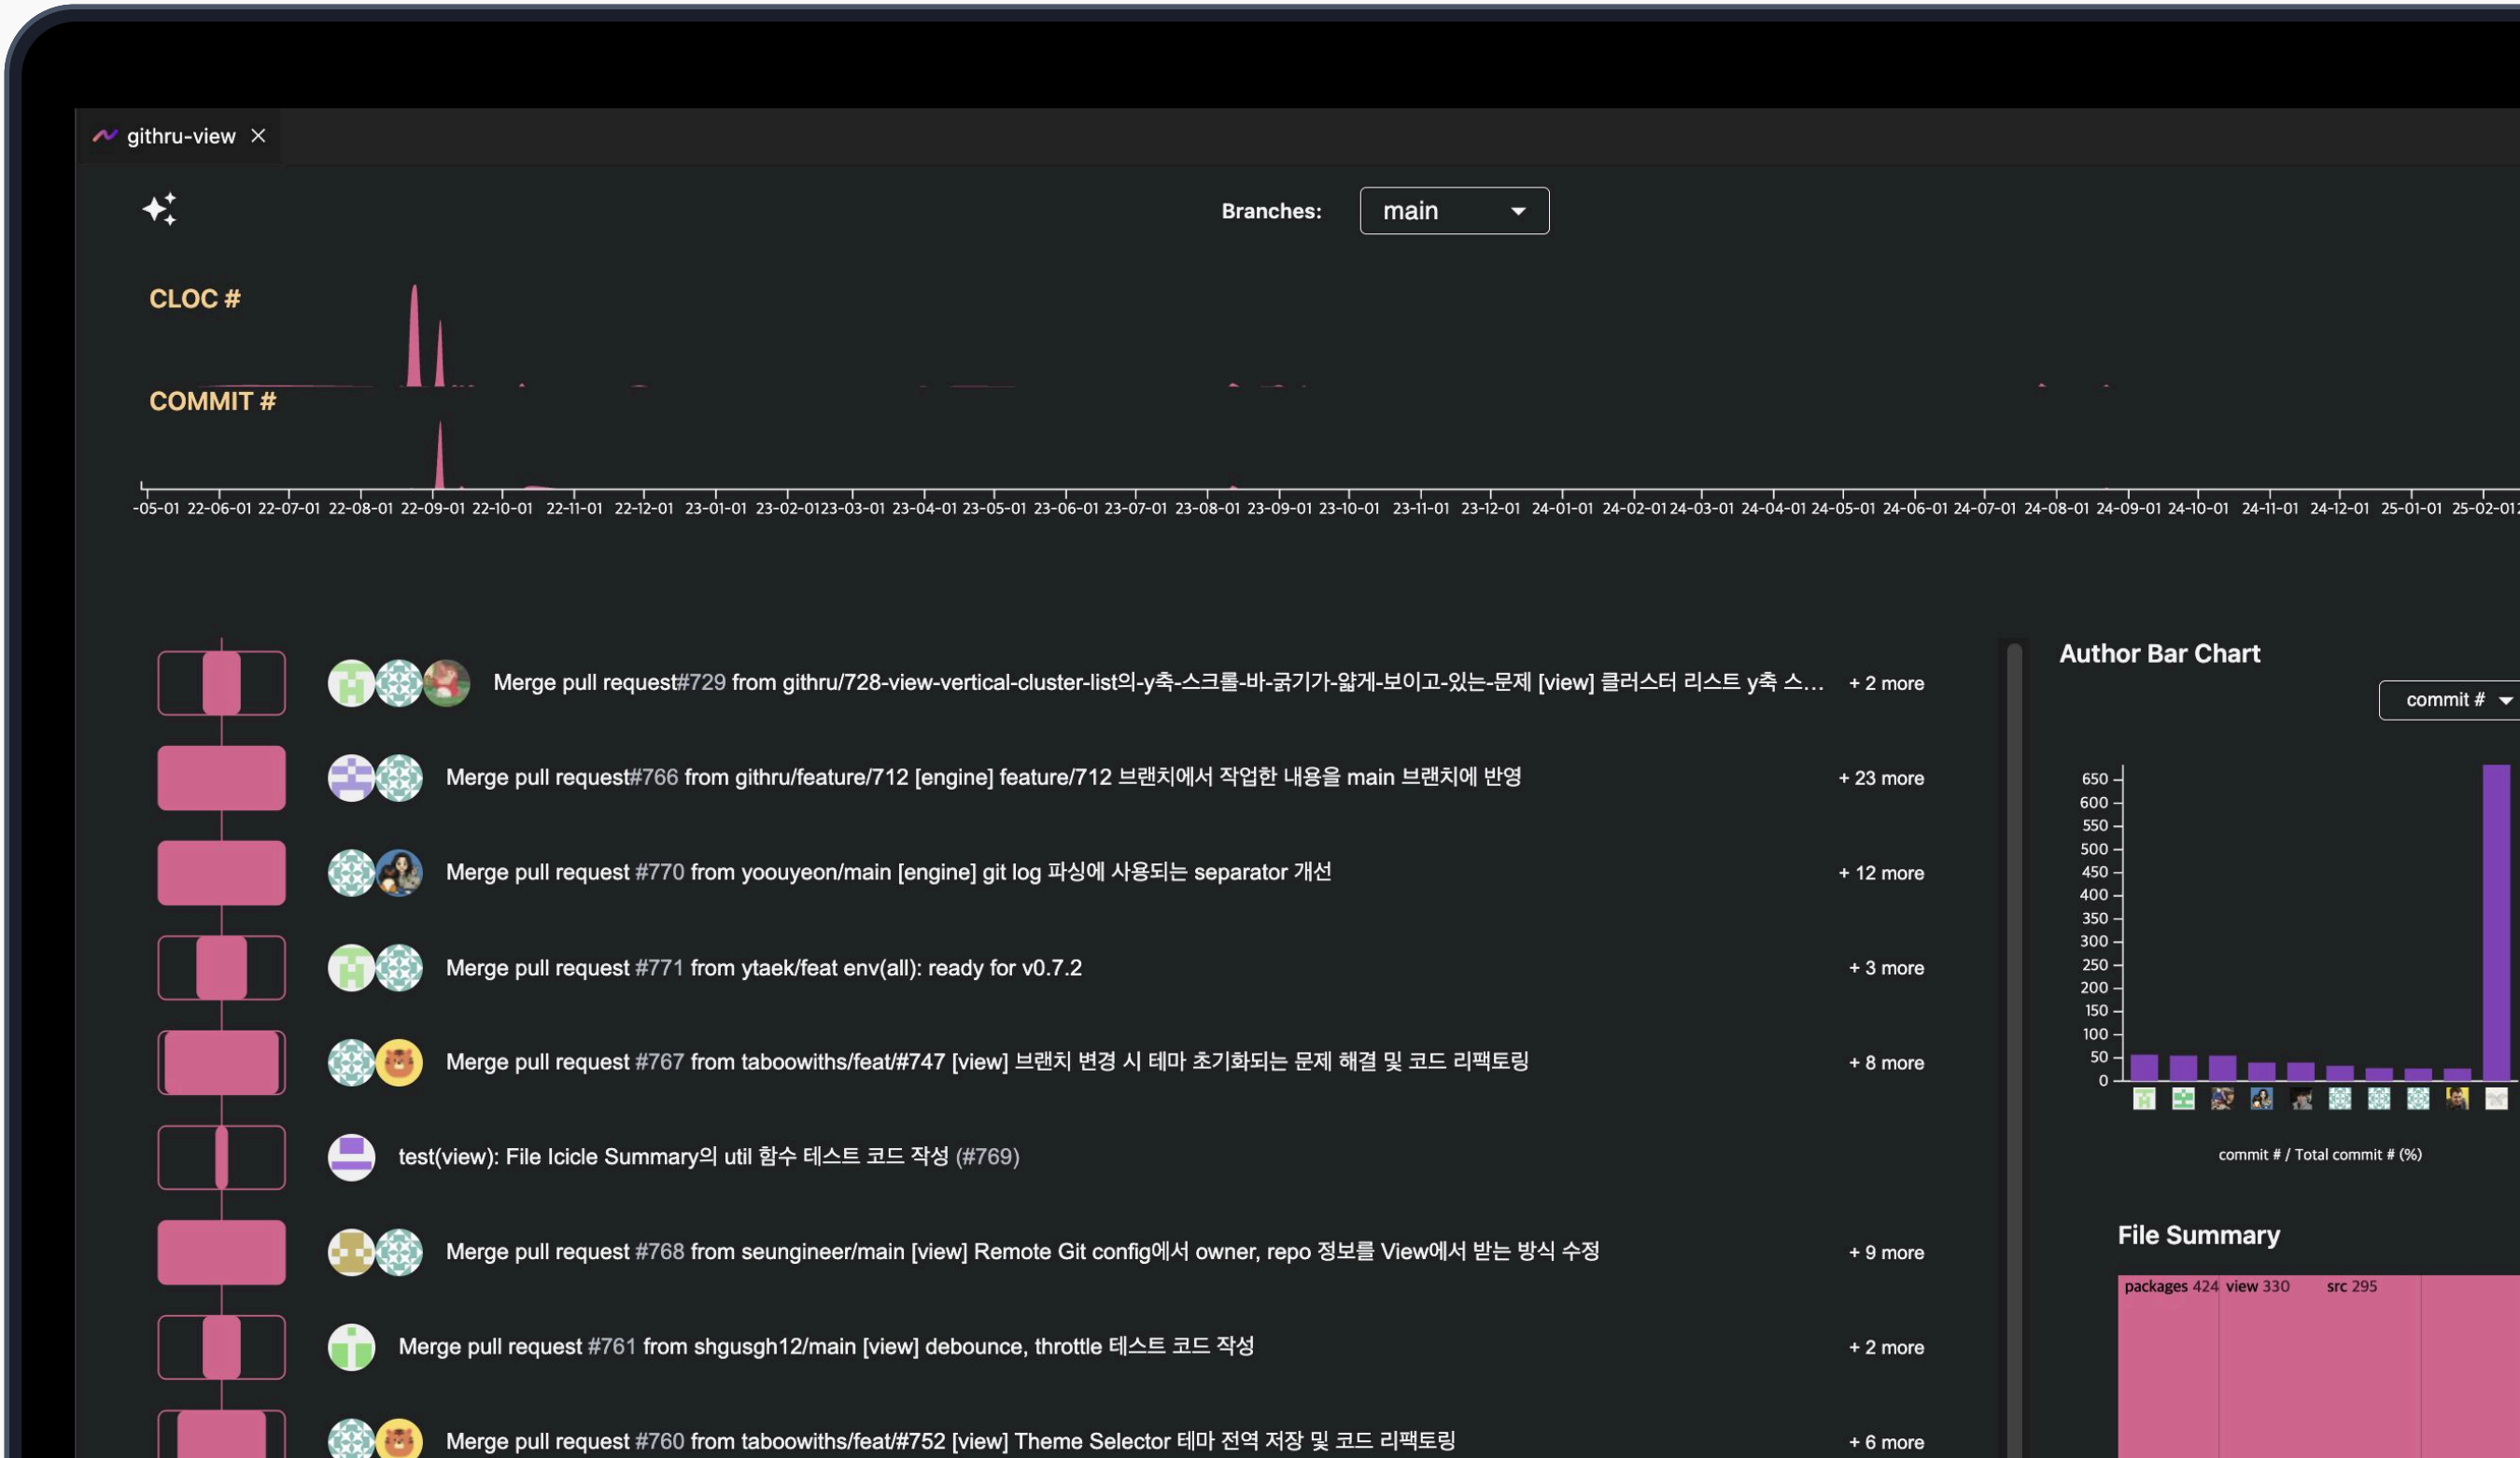 githru-view
Branches: main
CLOC #
COMMIT #
-05-01 22-06-01 22-07-01 22-08-01 22-09-01 22-10-01 22-11-01 22-12-01 23-01-01 23-02-01 23-03-01 23-04-01 23-05-01 23-06-01 23-07-01 23-08-01 23-09-01 23-10-01 23-11-01 23-12-01 24-01-01 24-02-01 24-03-01 24-04-01 24-05-01 24-06-01 24-07-01 24-08-01 24-09-01 24-10-01 24-11-01 24-12-01 25-01-01 25-02-01
Merge pull request#729 from githru/728-view-vertical-cluster-list의-y축-스크롤-바-굵기가-얇게-보이고-있는-문제 [view] 클러스터 리스트 y축 스... + 2 more
Merge pull request#766 from githru/feature/712 [engine] feature/712 브랜치에서 작업한 내용을 main 브랜치에 반영 + 23 more
Merge pull request #770 from yoouyeon/main [engine] git log 파싱에 사용되는 separator 개선 + 12 more
Merge pull request #771 from ytaek/feat env(all): ready for v0.7.2 + 3 more
Merge pull request #767 from taboowiths/feat/#747 [view] 브랜치 변경 시 테마 초기화되는 문제 해결 및 코드 리팩토링 + 8 more
test(view): File Icicle Summary의 util 함수 테스트 코드 작성 (#769)
Merge pull request #768 from seungineer/main [view] Remote Git config에서 owner, repo 정보를 View에서 받는 방식 수정 + 9 more
Merge pull request #761 from shgusgh12/main [view] debounce, throttle 테스트 코드 작성 + 2 more
Merge pull request #760 from taboowiths/feat/#752 [view] Theme Selector 테마 전역 저장 및 코드 리팩토링 + 6 more
Author Bar Chart
commit #
650
600
550
500
450
400
350
300
250
200
150
100
50
0
commit # / Total commit # (%)
File Summary
packages 424 view 330 src 295